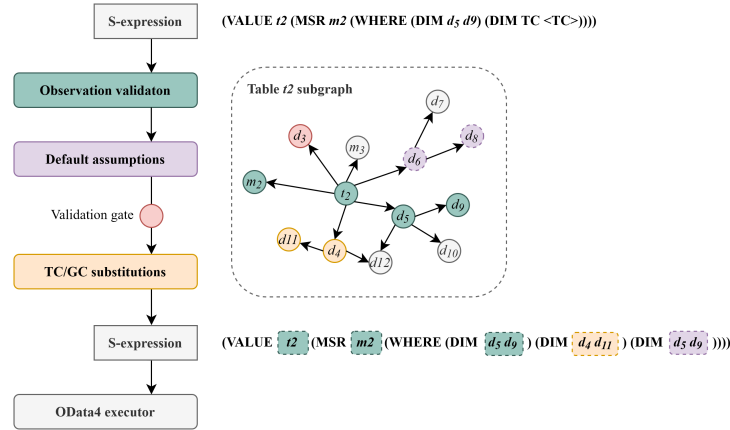 S-expression
(VALUE t2 (MSR m2 (WHERE (DIM d5 d9) (DIM TC <TC>))))
Observation validaton
Default assumptions
Validation gate
TC/GC substitutions
Table t2 subgraph
d7
d3
d8
m3
d6
m2
t2
d9
d5
d11
d4
d12
d10
S-expression
(VALUE t2 (MSR m2 (WHERE (DIM d5 d9 ) (DIM d4 d11 ) (DIM d5 d9 ))))
OData4 executor